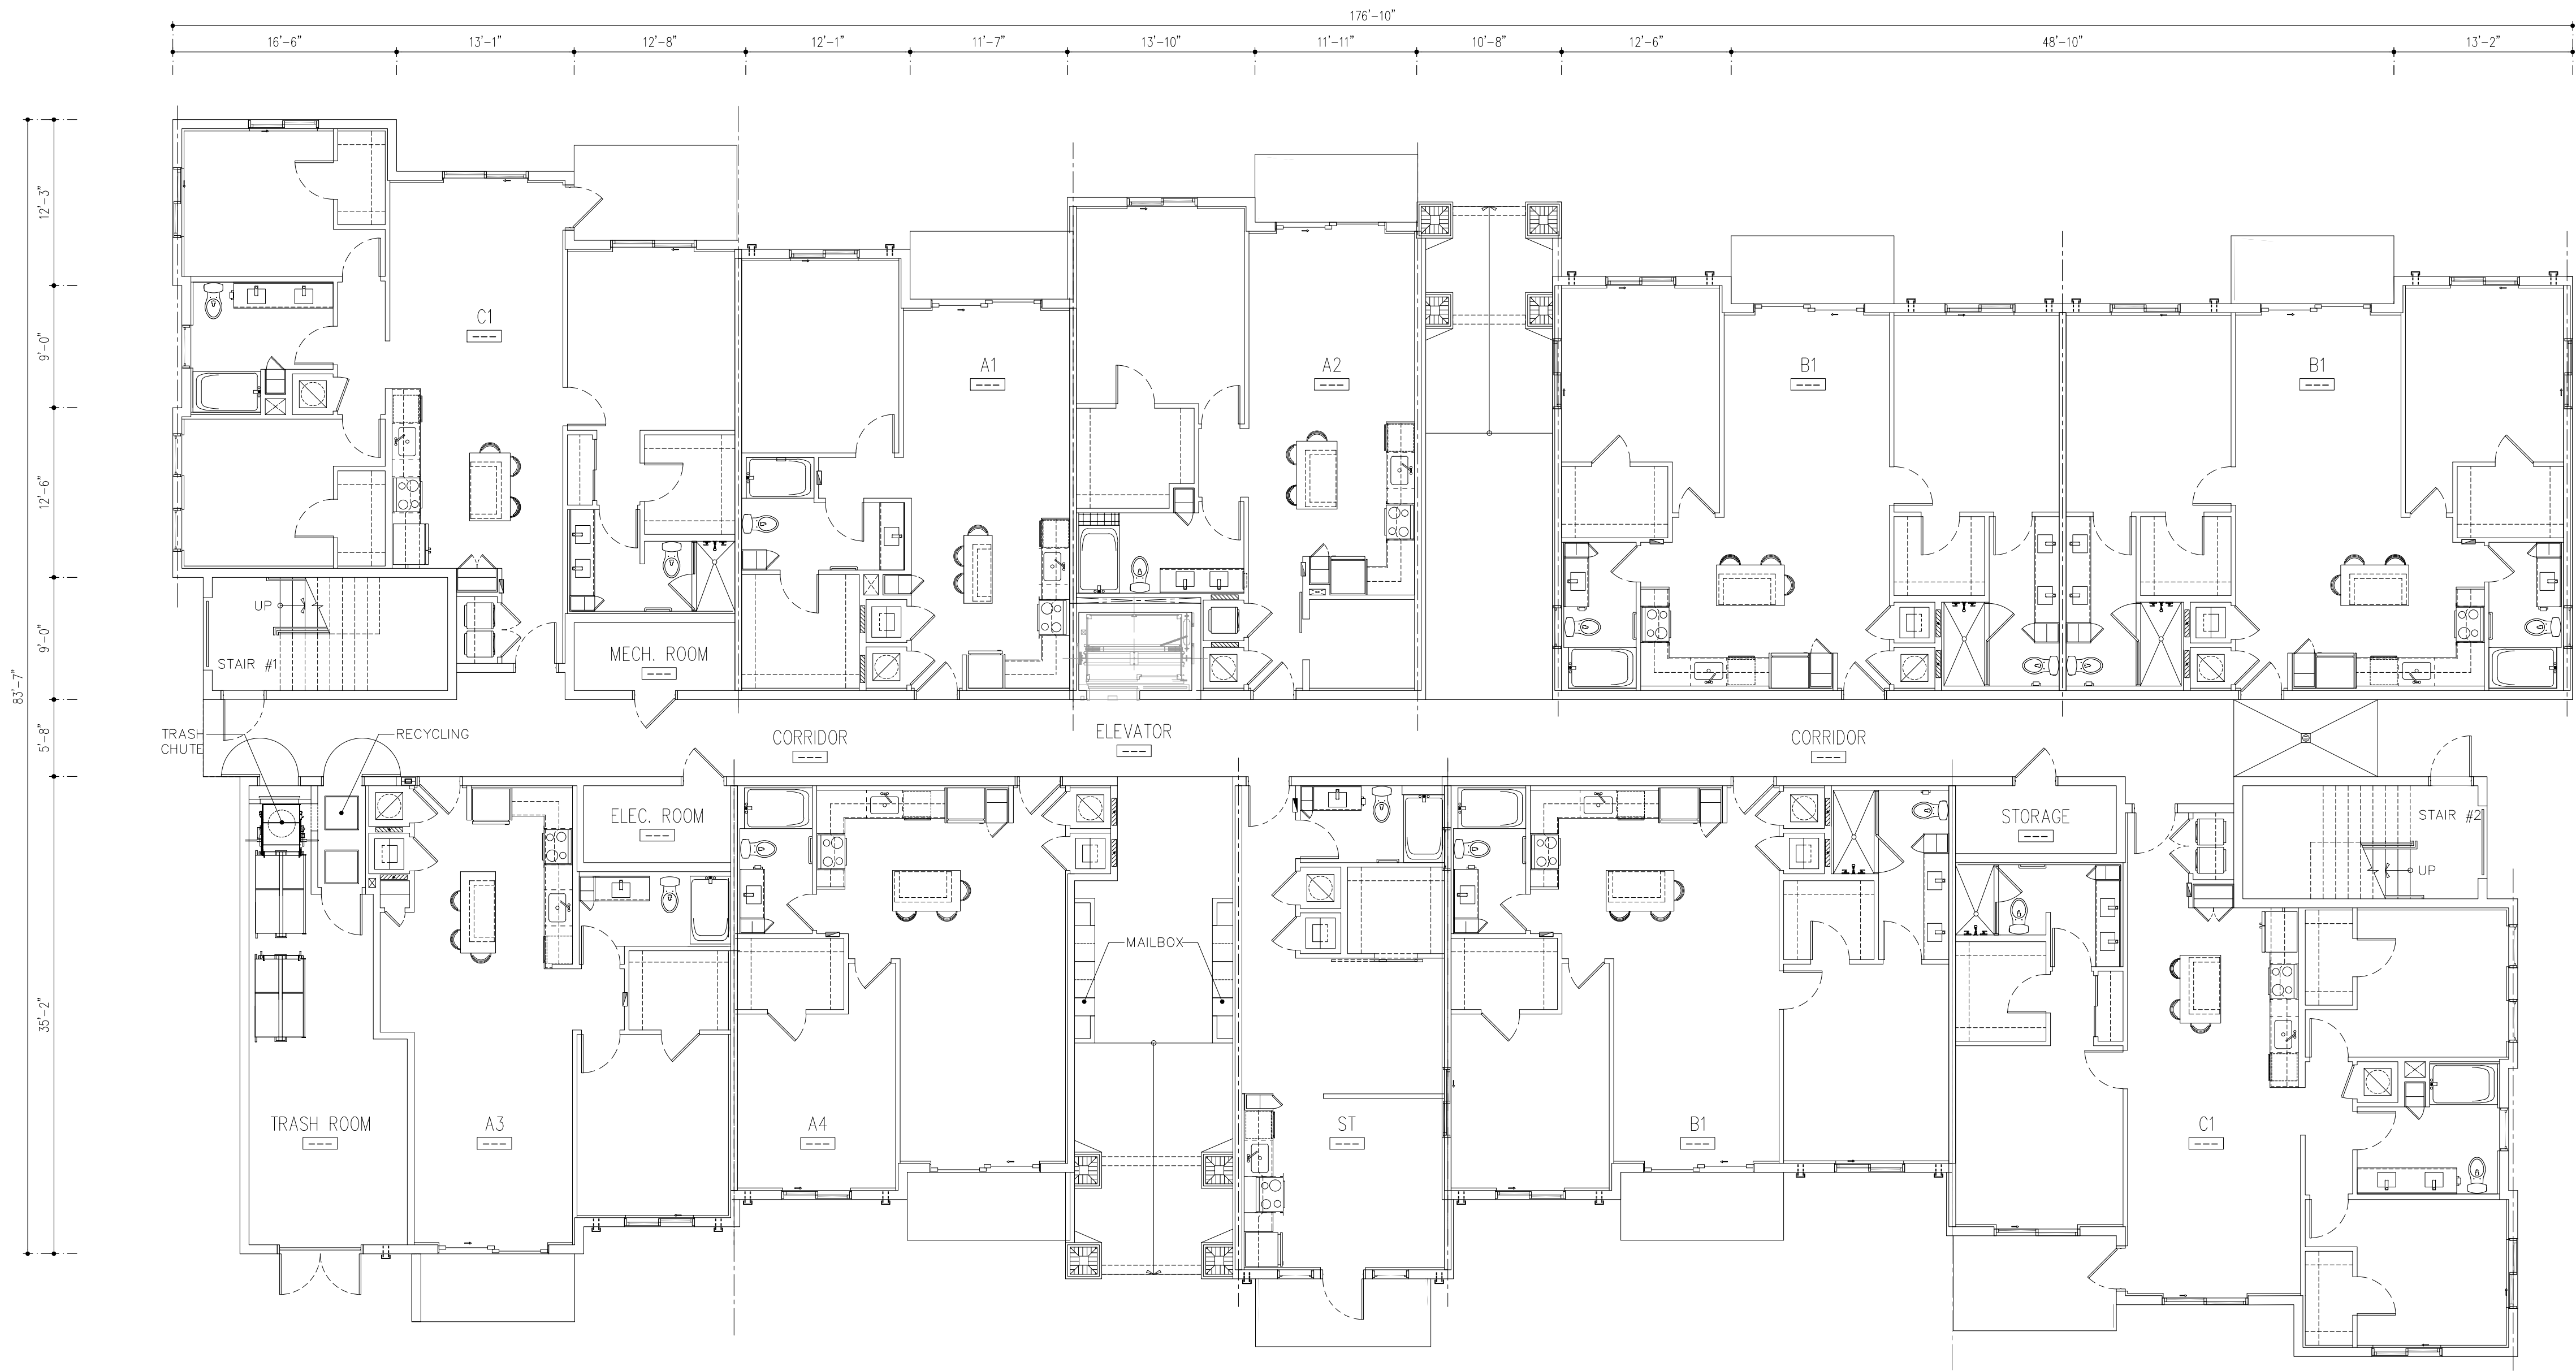 176'-10"
16'-6"
13'-1"
12'-8"
12'-1"
11'-7"
13'-10"
11'-11"
10'-8"
12'-6"
48'-10"
13'-2"
83'-7"
12'-3"
9'-0"
12'-6"
9'-0"
5'-8"
35'-2"
C1
---
A1
---
A2
---
B1
---
B1
---
UP
STAIR #1
MECH. ROOM
---
TRASH
CHUTE
RECYCLING
CORRIDOR
---
ELEVATOR
---
CORRIDOR
---
ELEC. ROOM
---
STORAGE
---
STAIR #2
UP
MAILBOX
TRASH ROOM
---
A3
---
A4
---
ST
---
B1
---
C1
---